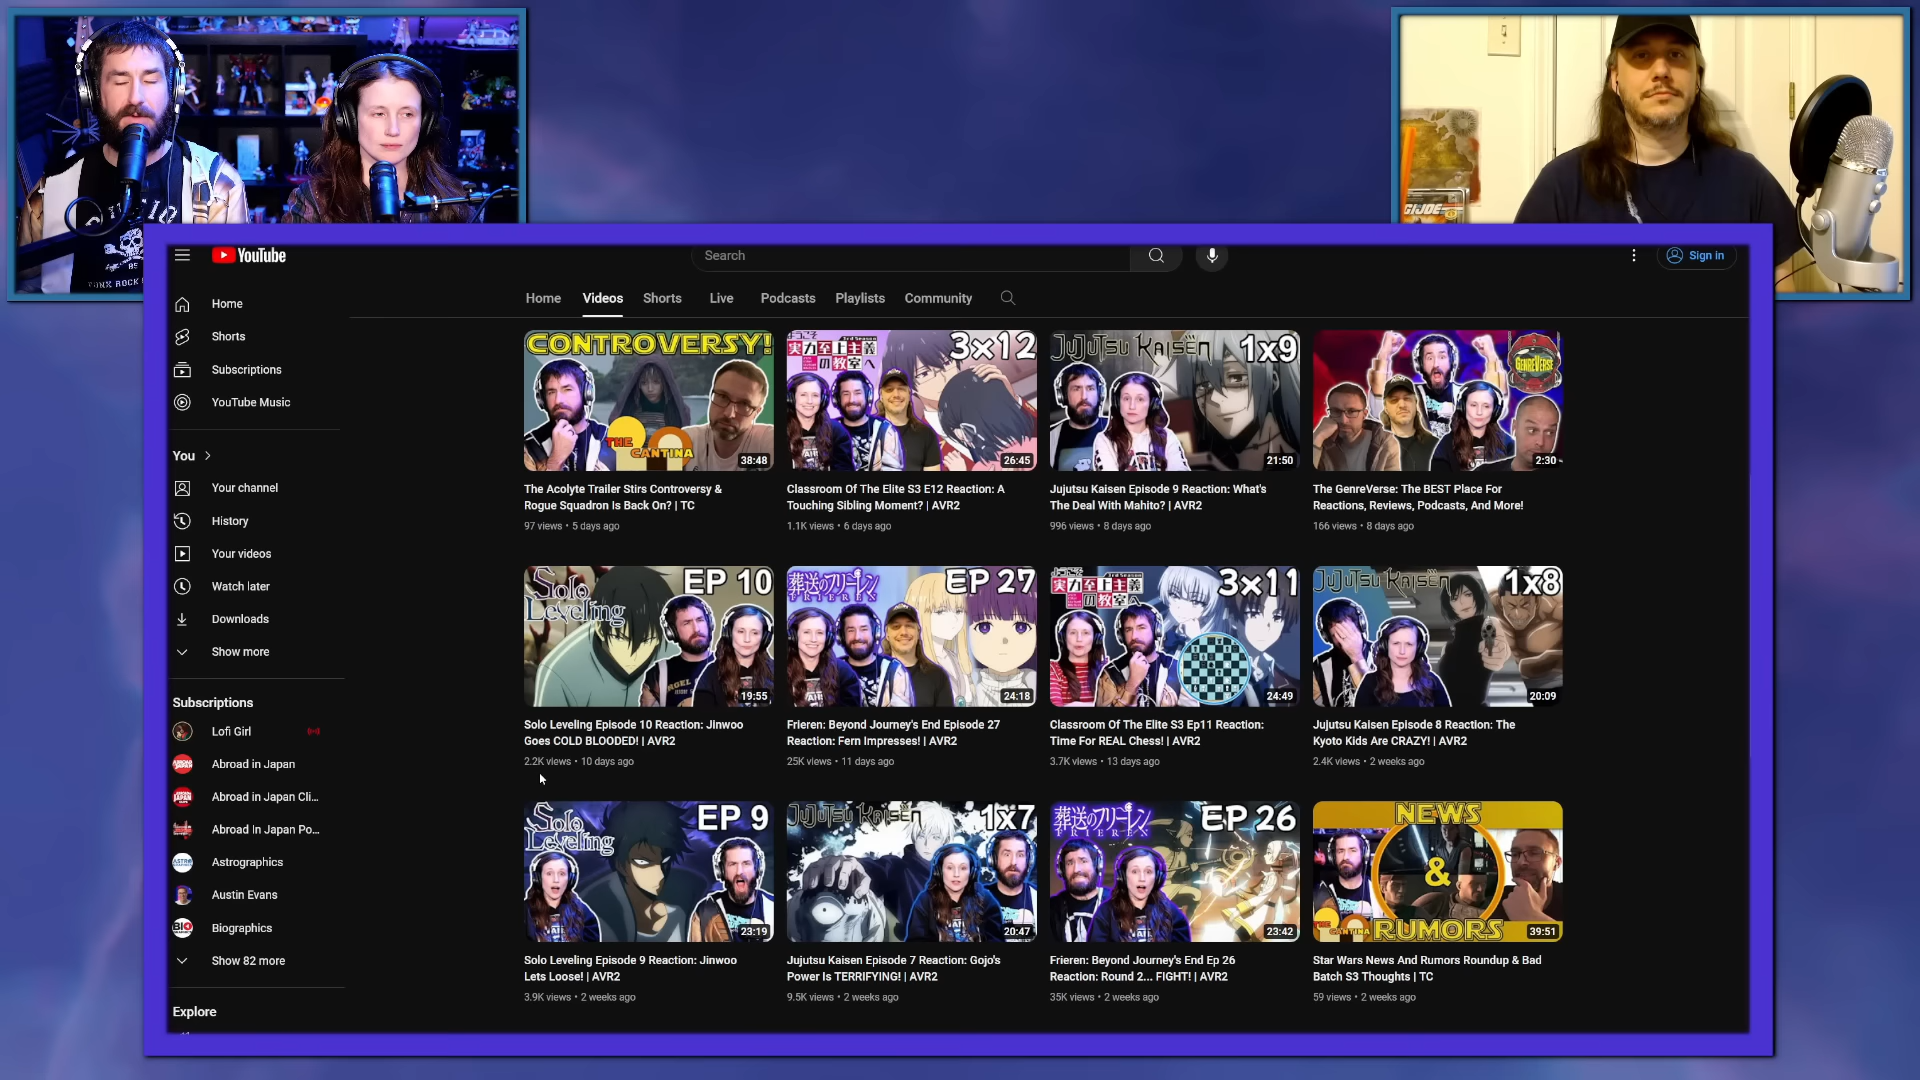 G.I.JOE
PUNX ROCK
YouTube
Search
Sign in
Home
Shorts
Subscriptions
YouTube Music
You
Your channel
History
Your videos
Watch later
Downloads
Show more
Subscriptions
Lofi Girl
Abroad in Japan
Abroad in Japan Cli...
Abroad in Japan Po...
Astrographics
Austin Evans
Biographics
Show 82 more
Explore
Home Videos Shorts Live Podcasts Playlists Community
CONTROVERSY!
THE CANTINA
38:48
The Acolyte Trailer Stirs Controversy &
Rogue Squadron Is Back On? | TC
97 views • 5 days ago
3x12
26:45
Classroom Of The Elite S3 E12 Reaction: A
Touching Sibling Moment? | AVR2
1.1K views • 6 days ago
JUJUTSU KAISEN 1x9
21:50
Jujutsu Kaisen Episode 9 Reaction: What's
The Deal With Mahito? | AVR2
996 views • 8 days ago
GENREVERSE
2:30
The GenreVerse: The BEST Place For
Reactions, Reviews, Podcasts, And More!
166 views • 8 days ago
Solo Leveling EP 10
19:55
Solo Leveling Episode 10 Reaction: Jinwoo
Goes COLD BLOODED! | AVR2
2.2K views • 10 days ago
葬送のフリーレン
FRIEREN
EP 27
24:18
Frieren: Beyond Journey's End Episode 27
Reaction: Fern Impresses! | AVR2
25K views • 11 days ago
3x11
24:49
Classroom Of The Elite S3 Ep11 Reaction:
Time For REAL Chess! | AVR2
3.7K views • 13 days ago
JUJUTSU KAISEN 1x8
20:09
Jujutsu Kaisen Episode 8 Reaction: The
Kyoto Kids Are CRAZY! | AVR2
2.4K views • 2 weeks ago
Solo Leveling EP 9
23:19
Solo Leveling Episode 9 Reaction: Jinwoo
Lets Loose! | AVR2
3.9K views • 2 weeks ago
JUJUTSU KAISEN 1x7
20:47
Jujutsu Kaisen Episode 7 Reaction: Gojo's
Power Is TERRIFYING! | AVR2
9.5K views • 2 weeks ago
葬送のフリーレン
FRIEREN
EP 26
23:42
Frieren: Beyond Journey's End Ep 26
Reaction: Round 2... FIGHT! | AVR2
35K views • 2 weeks ago
NEWS
&
RUMORS
THE CANTINA
39:51
Star Wars News And Rumors Roundup & Bad
Batch S3 Thoughts | TC
59 views • 2 weeks ago